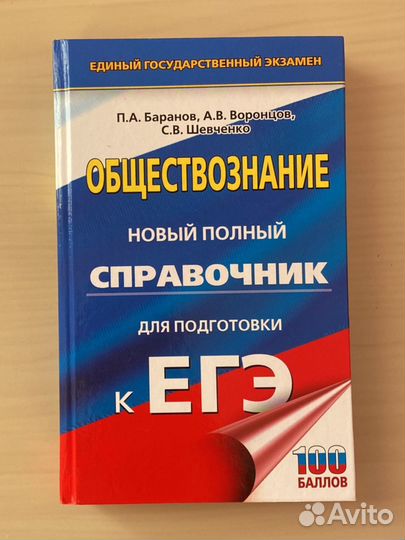 ЕДИНЫЙ ГОСУДАРСТВЕННЫЙ ЭКЗАМЕН
П.А. Баранов, А.В. Воронцов,
С.В. Шевченко
ОБЩЕСТВОЗНАНИЕ
НОВЫЙ ПОЛНЫЙ
СПРАВОЧНИК
ДЛЯ ПОДГОТОВКИ
К ЕГЭ
100
БАЛЛОВ
Avito